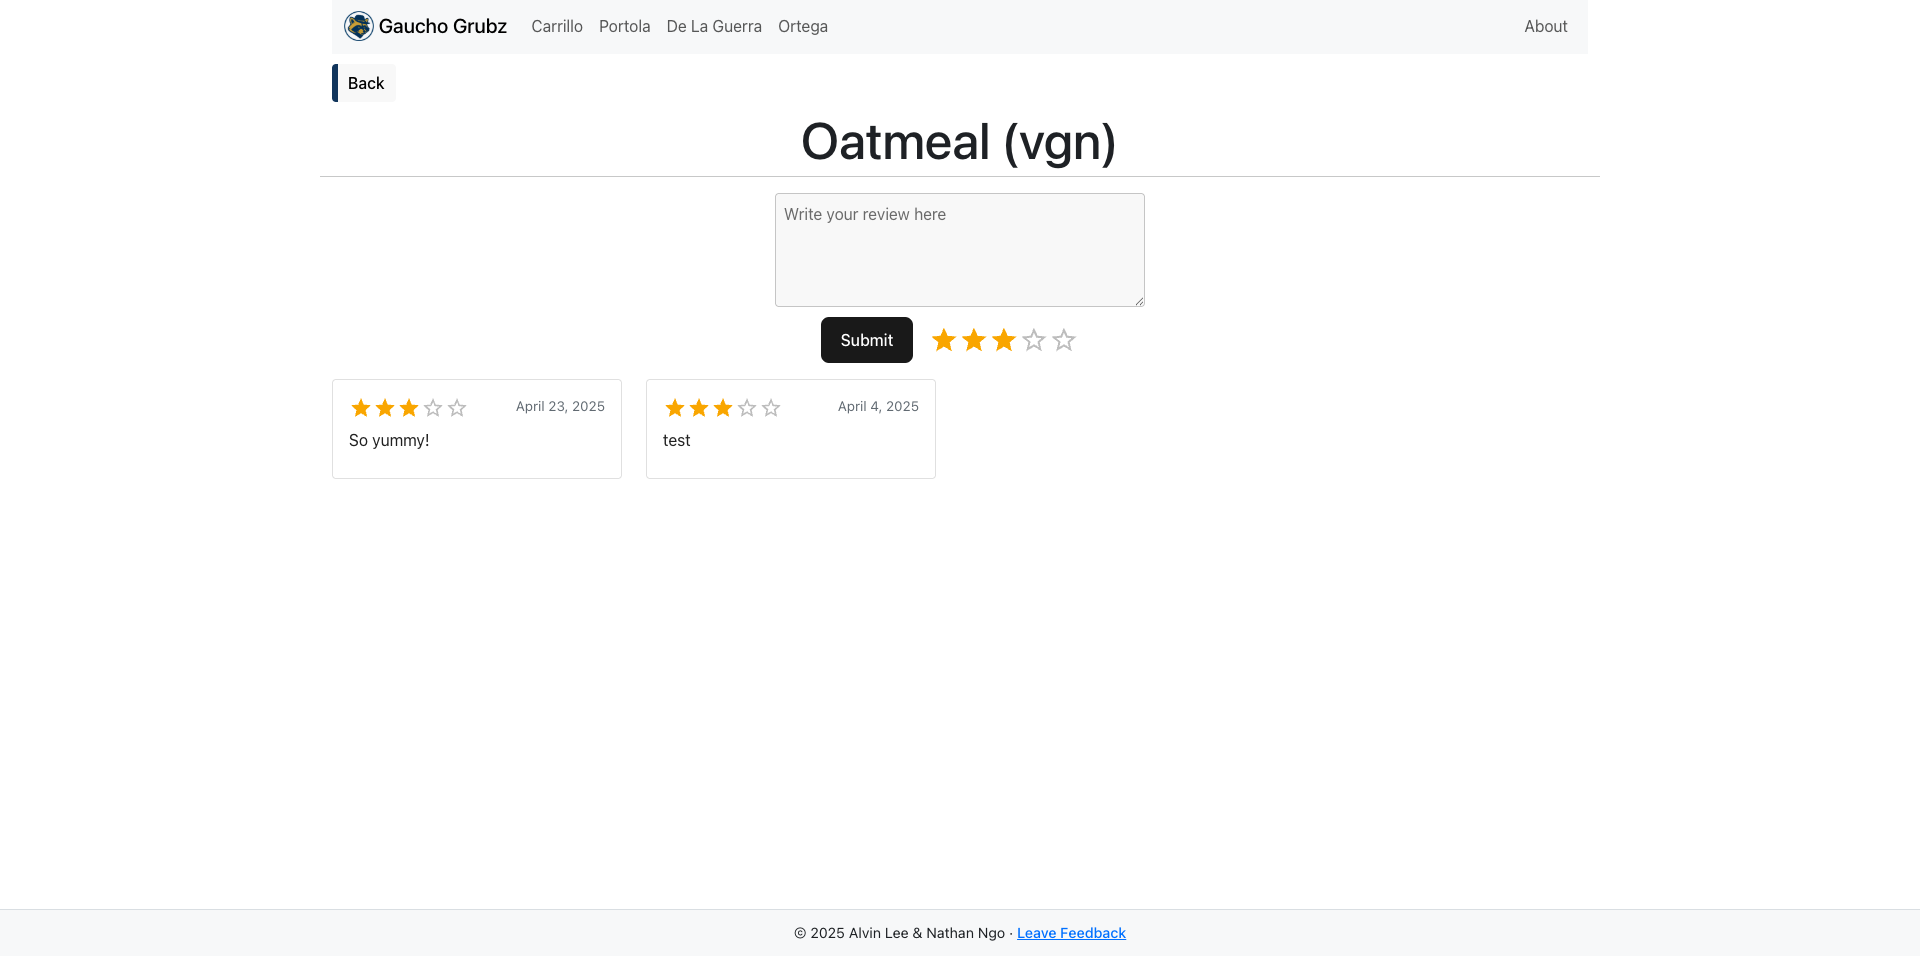 Gaucho Grubz Carrillo Portola De La Guerra Ortega About
Back
Oatmeal (vgn)
Write your review here
Submit
April 23, 2025
So yummy!
April 4, 2025
test
© 2025 Alvin Lee & Nathan Ngo · Leave Feedback